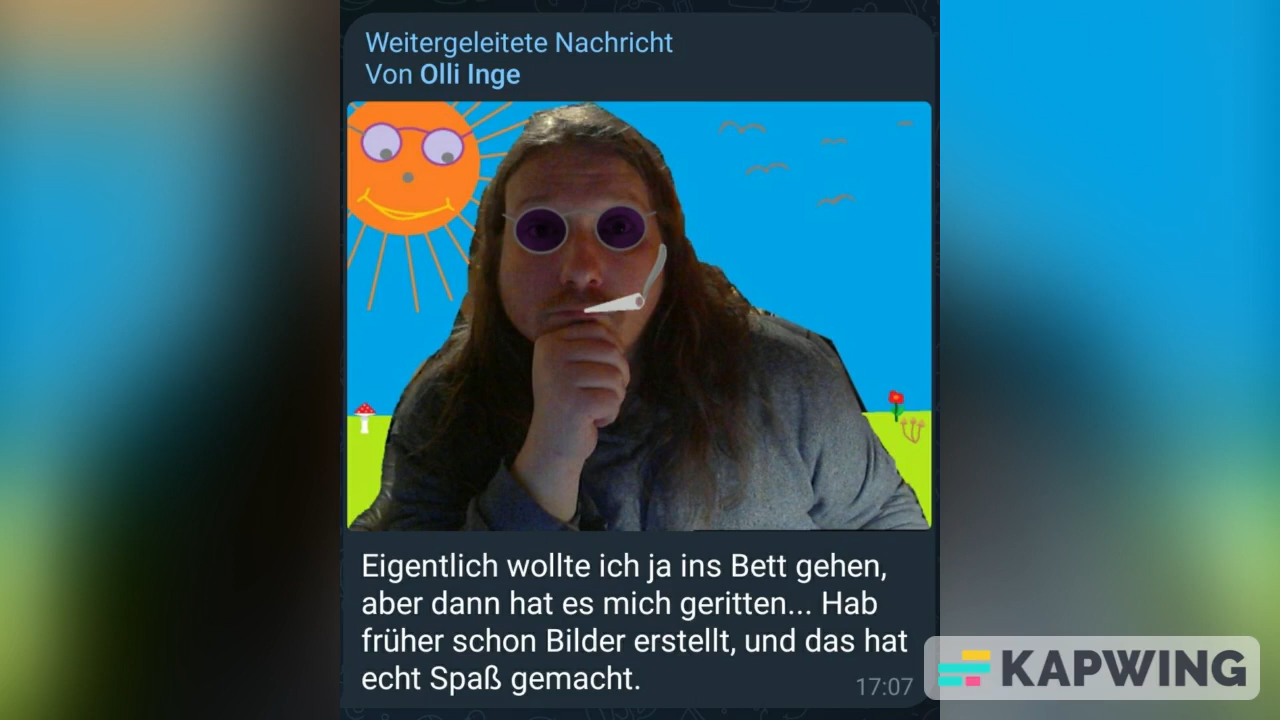 Weitergeleitete Nachricht
Von Olli Inge
Eigentlich wollte ich ja ins Bett gehen,
aber dann hat es mich geritten... Hab
früher schon Bilder erstellt, und das hat
echt Spaß gemacht.
17:07
KAPWING